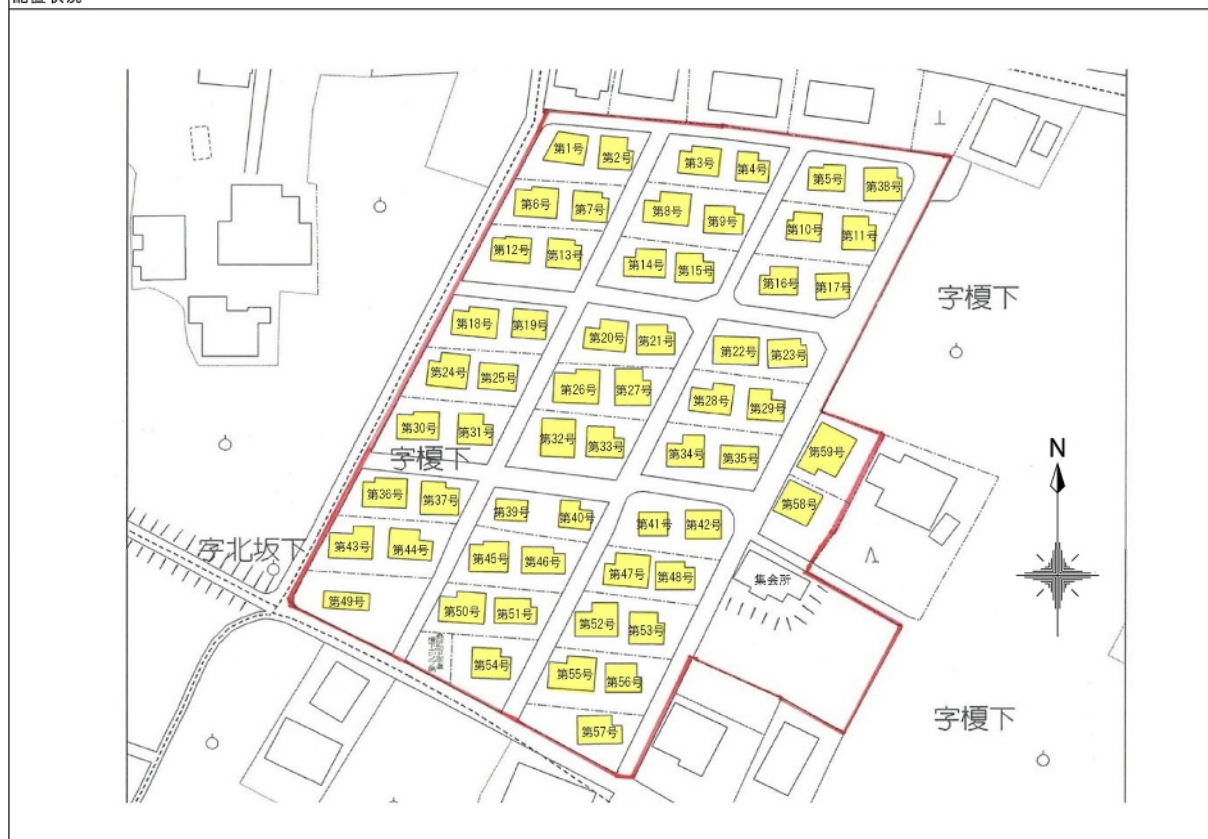 第1号
第2号
第3号
第4号
第5号
第38号
第6号
第7号
第8号
第9号
第10号
第11号
第12号
第13号
第14号
第15号
第16号
第17号
字榎下
第18号
第19号
第20号
第21号
第22号
第23号
第24号
第25号
第26号
第27号
第28号
第29号
第30号
第31号
第32号
第33号
第34号
第35号
第59号
N
字榎下
第36号
第37号
第39号
第40号
第41号
第42号
第58号
字北坂下
第43号
第44号
第45号
第46号
第47号
第48号
集会所
第49号
第50号
第51号
第52号
第53号
第54号
第55号
第56号
字榎下
第57号